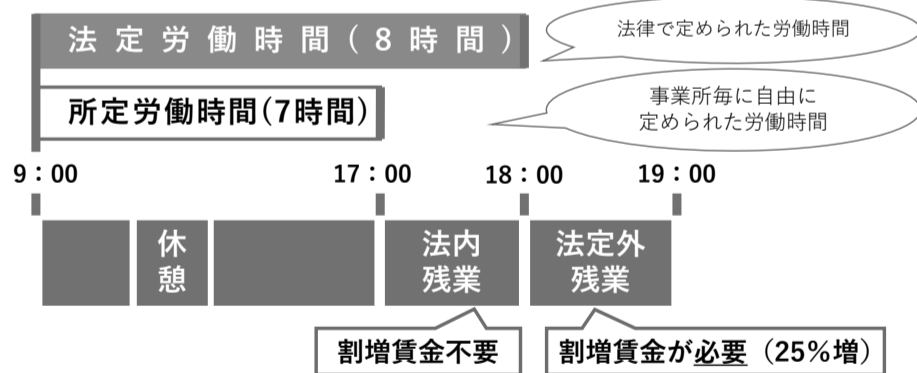 法定労働時間(8時間)
法律で定められた労働時間
所定労働時間(7時間)
事業所毎に自由に
定められた労働時間
9：00
17：00
18：00
19：00
休
憩
法内
残業
法定外
残業
割増賃金不要
割増賃金が必要（25%増）